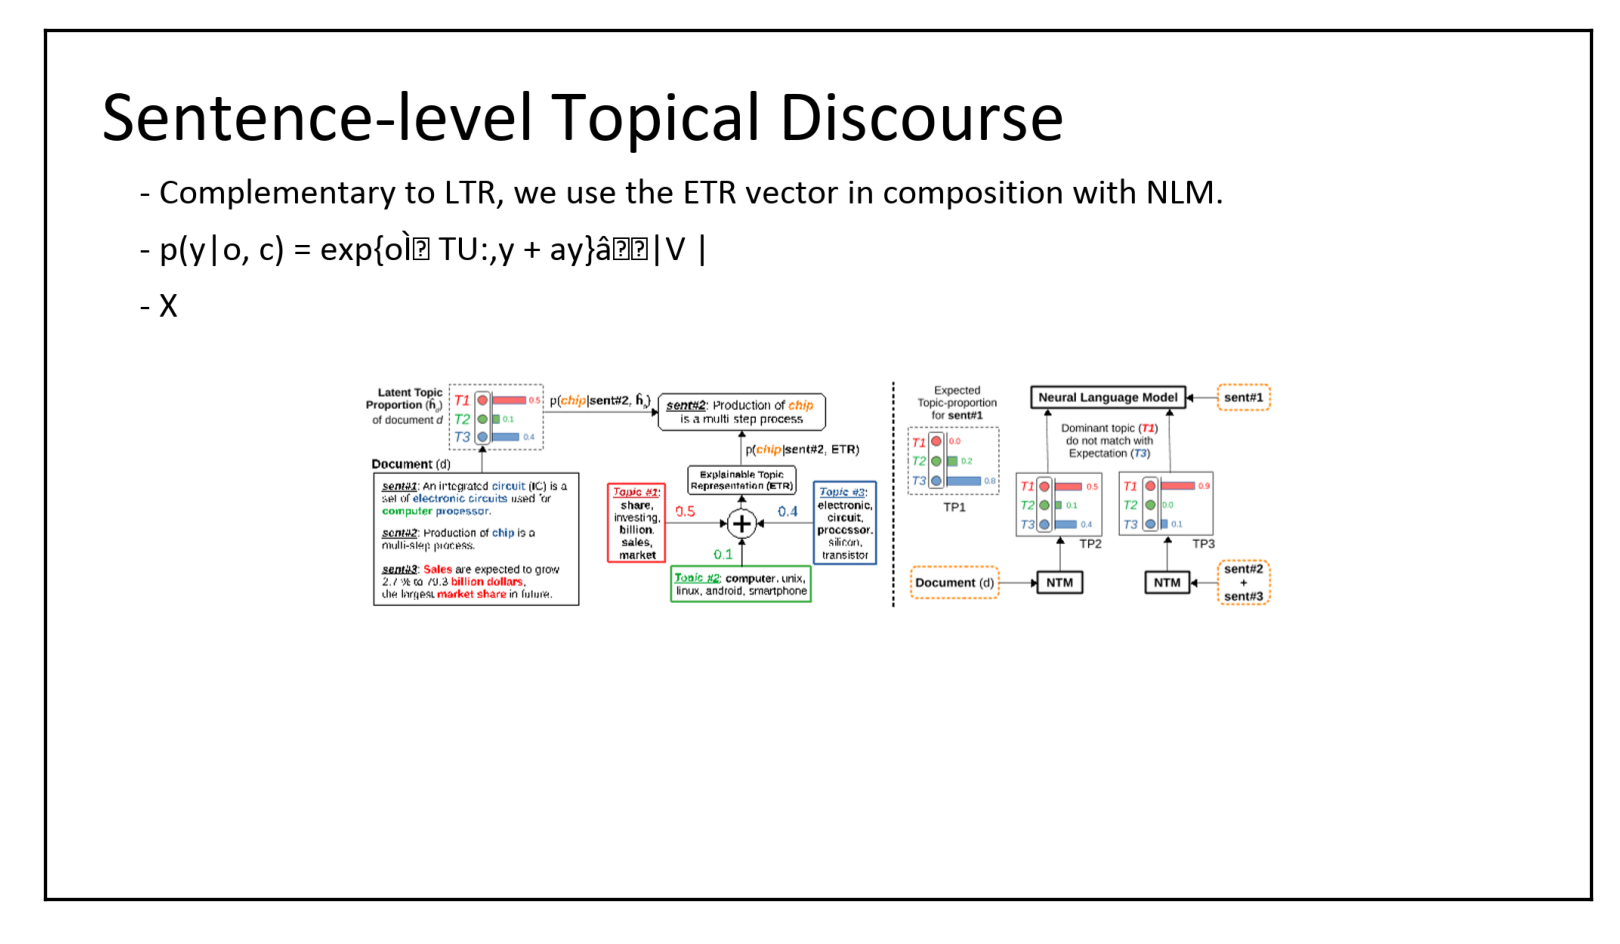 Sentence-level Topical Discourse
- Complementary to LTR, we use the ETR vector in composition with NLM.
- p(y|o, c) = exp{oÌ� TU:,y + ay}â��|V |
- X
Latent Topic
Proportion (ĥ_d)
of document d
T1 0.5
T2 0.1
T3 0.4
p(chip|sent#2, ĥ_d)
sent#2: Production of chip
is a multi step process
p(chip|sent#2, ETR)
Explainable Topic
Representation (ETR)
Document (d)
sent#1: An integrated circuit (IC) is a
set of electronic circuits used for
computer processor.
sent#2: Production of chip is a
multi-step process.
sent#3: Sales are expected to grow
2.7 % to 79.3 billion dollars,
the largest market share in future.
Topic #1:
share,
investing,
billion.
sales,
market
0.5
+
0.4
0.1
Topic #3:
electronic,
circuit,
processor.
silicon,
transistor
Topic #2: computer. unix,
linux, android, smartphone
Expected
Topic-proportion
for sent#1
T1 0.0
T2 0.2
T3 0.8
TP1
Neural Language Model
sent#1
Dominant topic (T1)
do not match with
Expectation (T3)
T1 0.5
T2 0.1
T3 0.4
TP2
T1 0.9
T2 0.0
T3 0.1
TP3
Document (d)
NTM
NTM
sent#2
+
sent#3